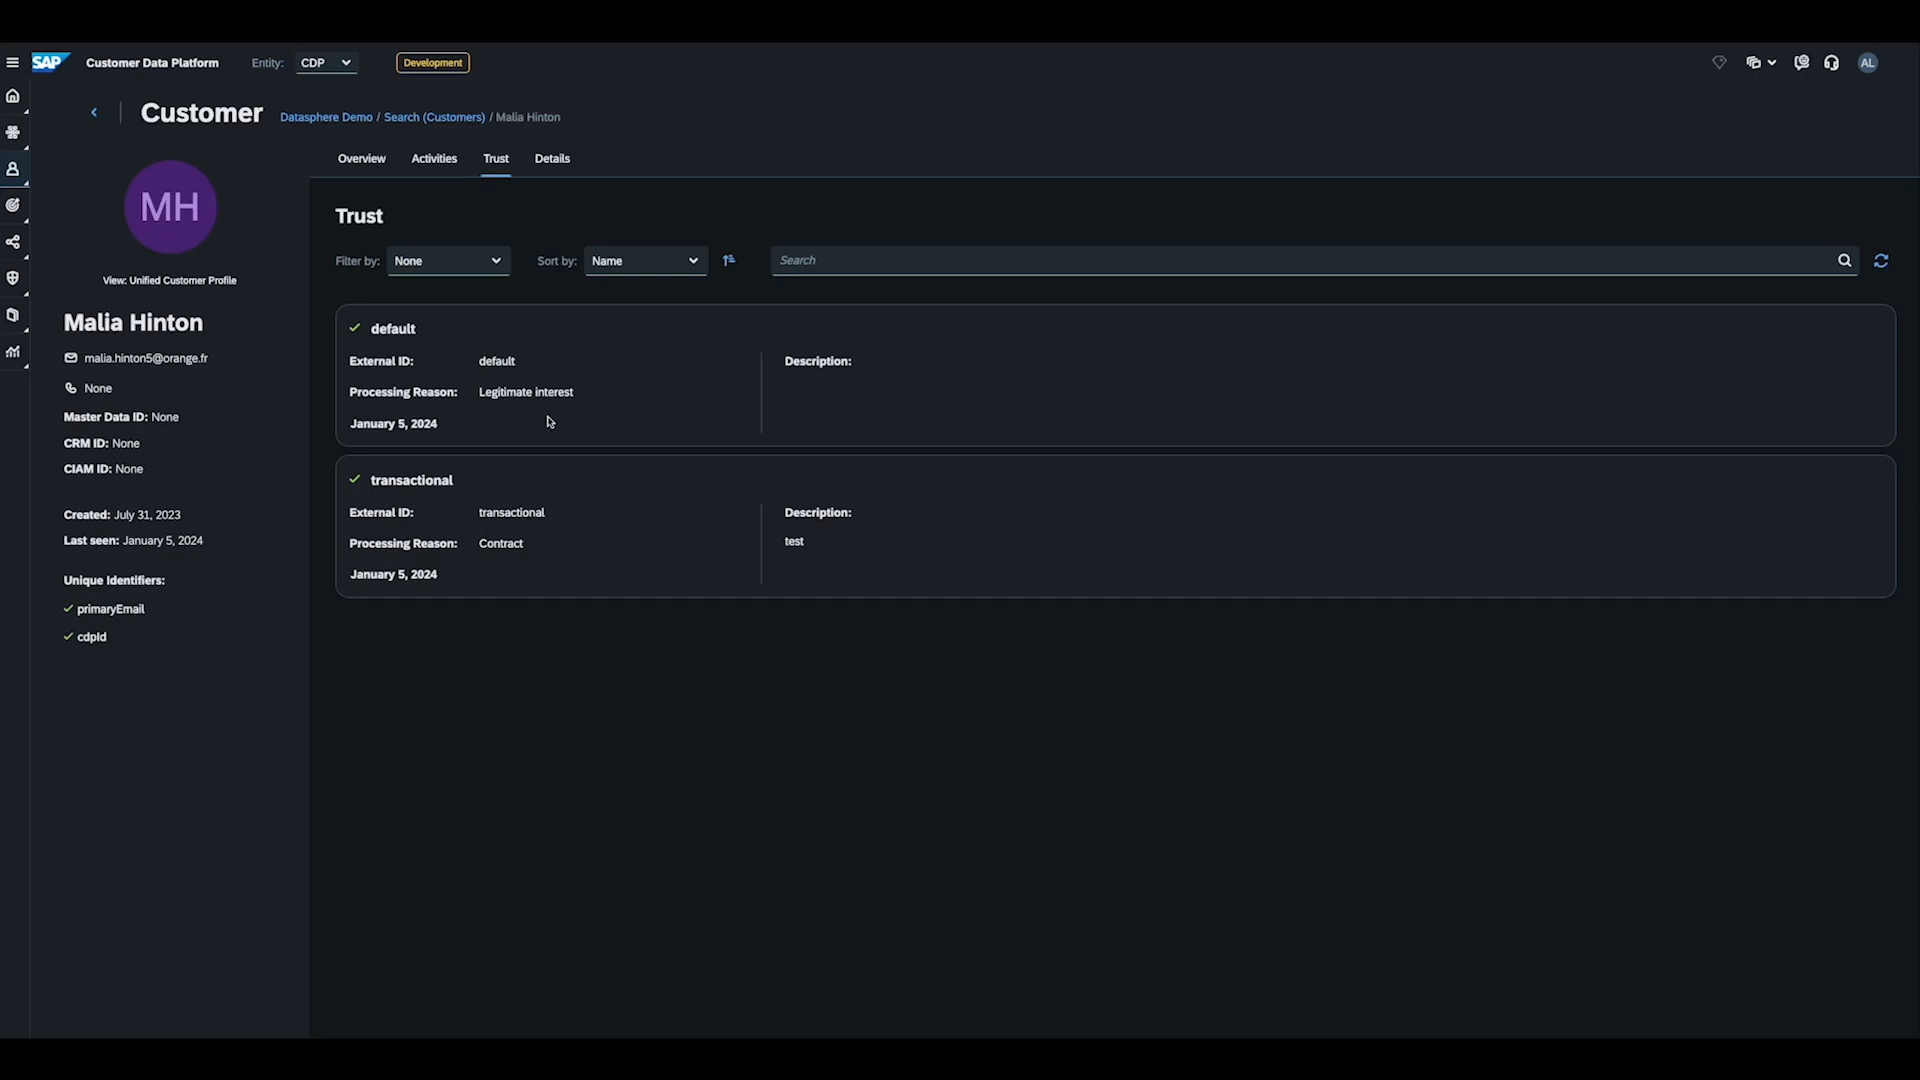 SAP Customer Data Platform Entity: CDP Development AL
Customer Datasphere Demo / Search (Customers) / Malia Hinton
MH
View: Unified Customer Profile
Malia Hinton
malia.hinton5@orange.fr
None
Master Data ID: None
CRM ID: None
CIAM ID: None
Created: July 31, 2023
Last seen: January 5, 2024
Unique Identifiers:
primaryEmail
cdpId
Overview Activities Trust Details
Trust
Filter by: None Sort by: Name Search
default
External ID: default
Processing Reason: Legitimate interest
January 5, 2024
Description:
transactional
External ID: transactional
Processing Reason: Contract
January 5, 2024
Description:
test